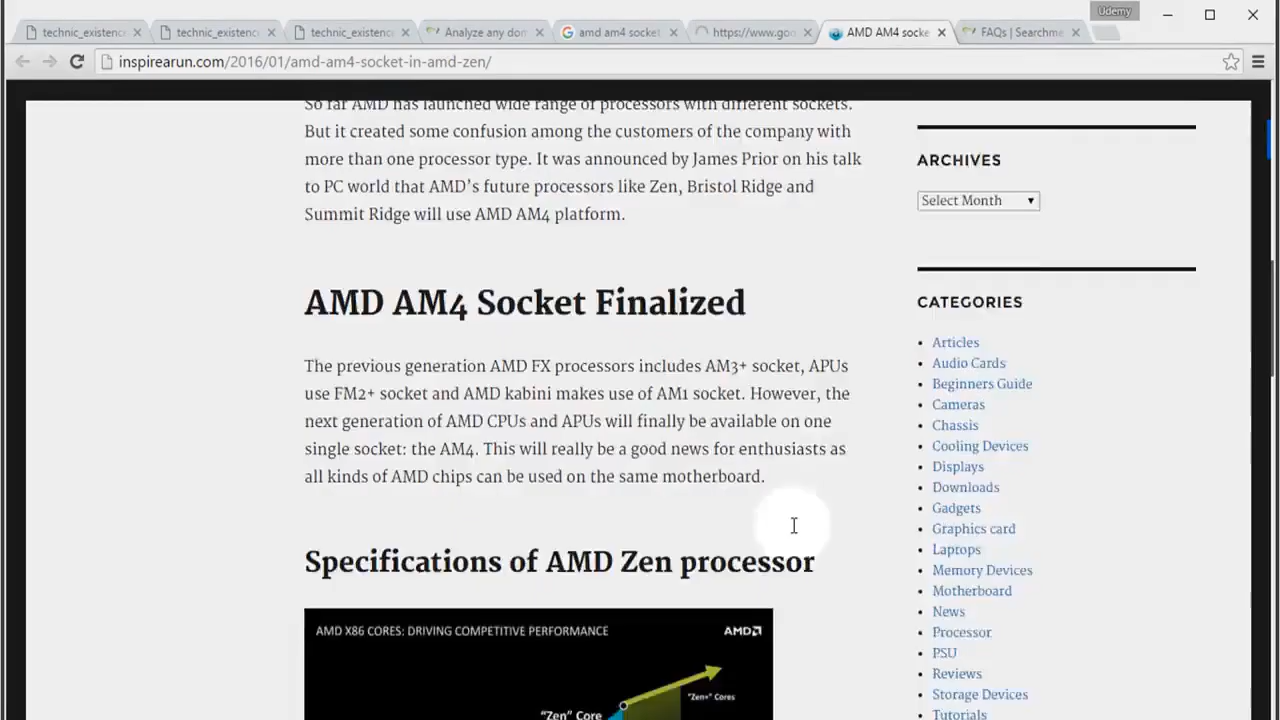 Udemy
technic_existence
technic_existence
technic_existence
Analyze any dom
amd am4 socket
https://www.goo
AMD AM4 socke
FAQs | Searchme
inspirearun.com/2016/01/amd-am4-socket-in-amd-zen/
So far AMD has launched wide range of processors with different sockets.
But it created some confusion among the customers of the company with
more than one processor type. It was announced by James Prior on his talk
to PC world that AMD's future processors like Zen, Bristol Ridge and
Summit Ridge will use AMD AM4 platform.
AMD AM4 Socket Finalized
The previous generation AMD FX processors includes AM3+ socket, APUs
use FM2+ socket and AMD kabini makes use of AM1 socket. However, the
next generation of AMD CPUs and APUs will finally be available on one
single socket: the AM4. This will really be a good news for enthusiasts as
all kinds of AMD chips can be used on the same motherboard.
Specifications of AMD Zen processor
AMD X86 CORES: DRIVING COMPETITIVE PERFORMANCE
AMD
"Zen+" Cores
"Zen" Core
ARCHIVES
Select Month
CATEGORIES
Articles
Audio Cards
Beginners Guide
Cameras
Chassis
Cooling Devices
Displays
Downloads
Gadgets
Graphics card
Laptops
Memory Devices
Motherboard
News
Processor
PSU
Reviews
Storage Devices
Tutorials